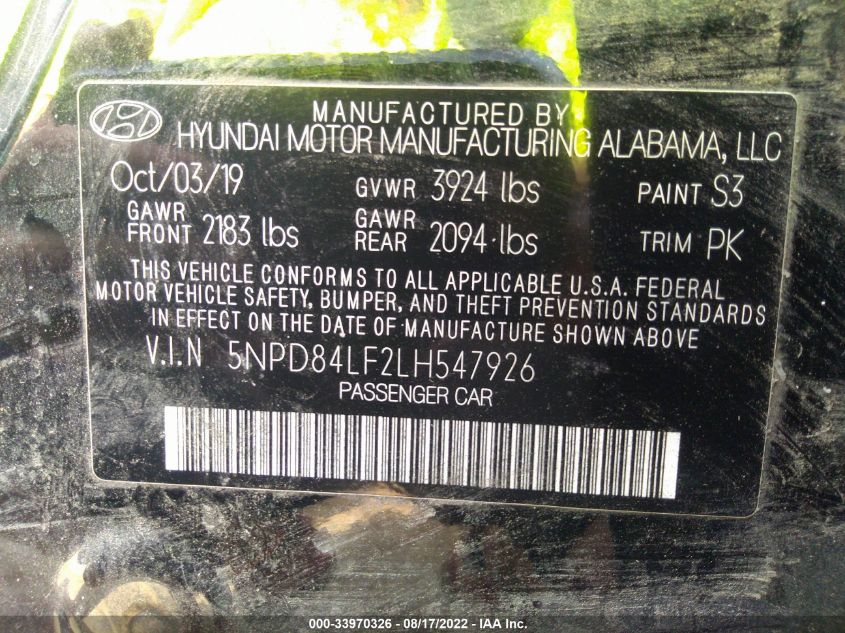 MANUFACTURED BY
HYUNDAI MOTOR MANUFACTURING ALABAMA, LLC
Oct/03/19 GVWR 3924 lbs PAINT S3
GAWR FRONT 2183 lbs GAWR REAR 2094 lbs TRIM PK
THIS VEHICLE CONFORMS TO ALL APPLICABLE U.S.A. FEDERAL
MOTOR VEHICLE SAFETY, BUMPER, AND THEFT PREVENTION STANDARDS
IN EFFECT ON THE DATE OF MANUFACTURE SHOWN ABOVE
V.I.N 5NPD84LF2LH547926
PASSENGER CAR
000-33970326 - 08/17/2022 - IAA Inc.